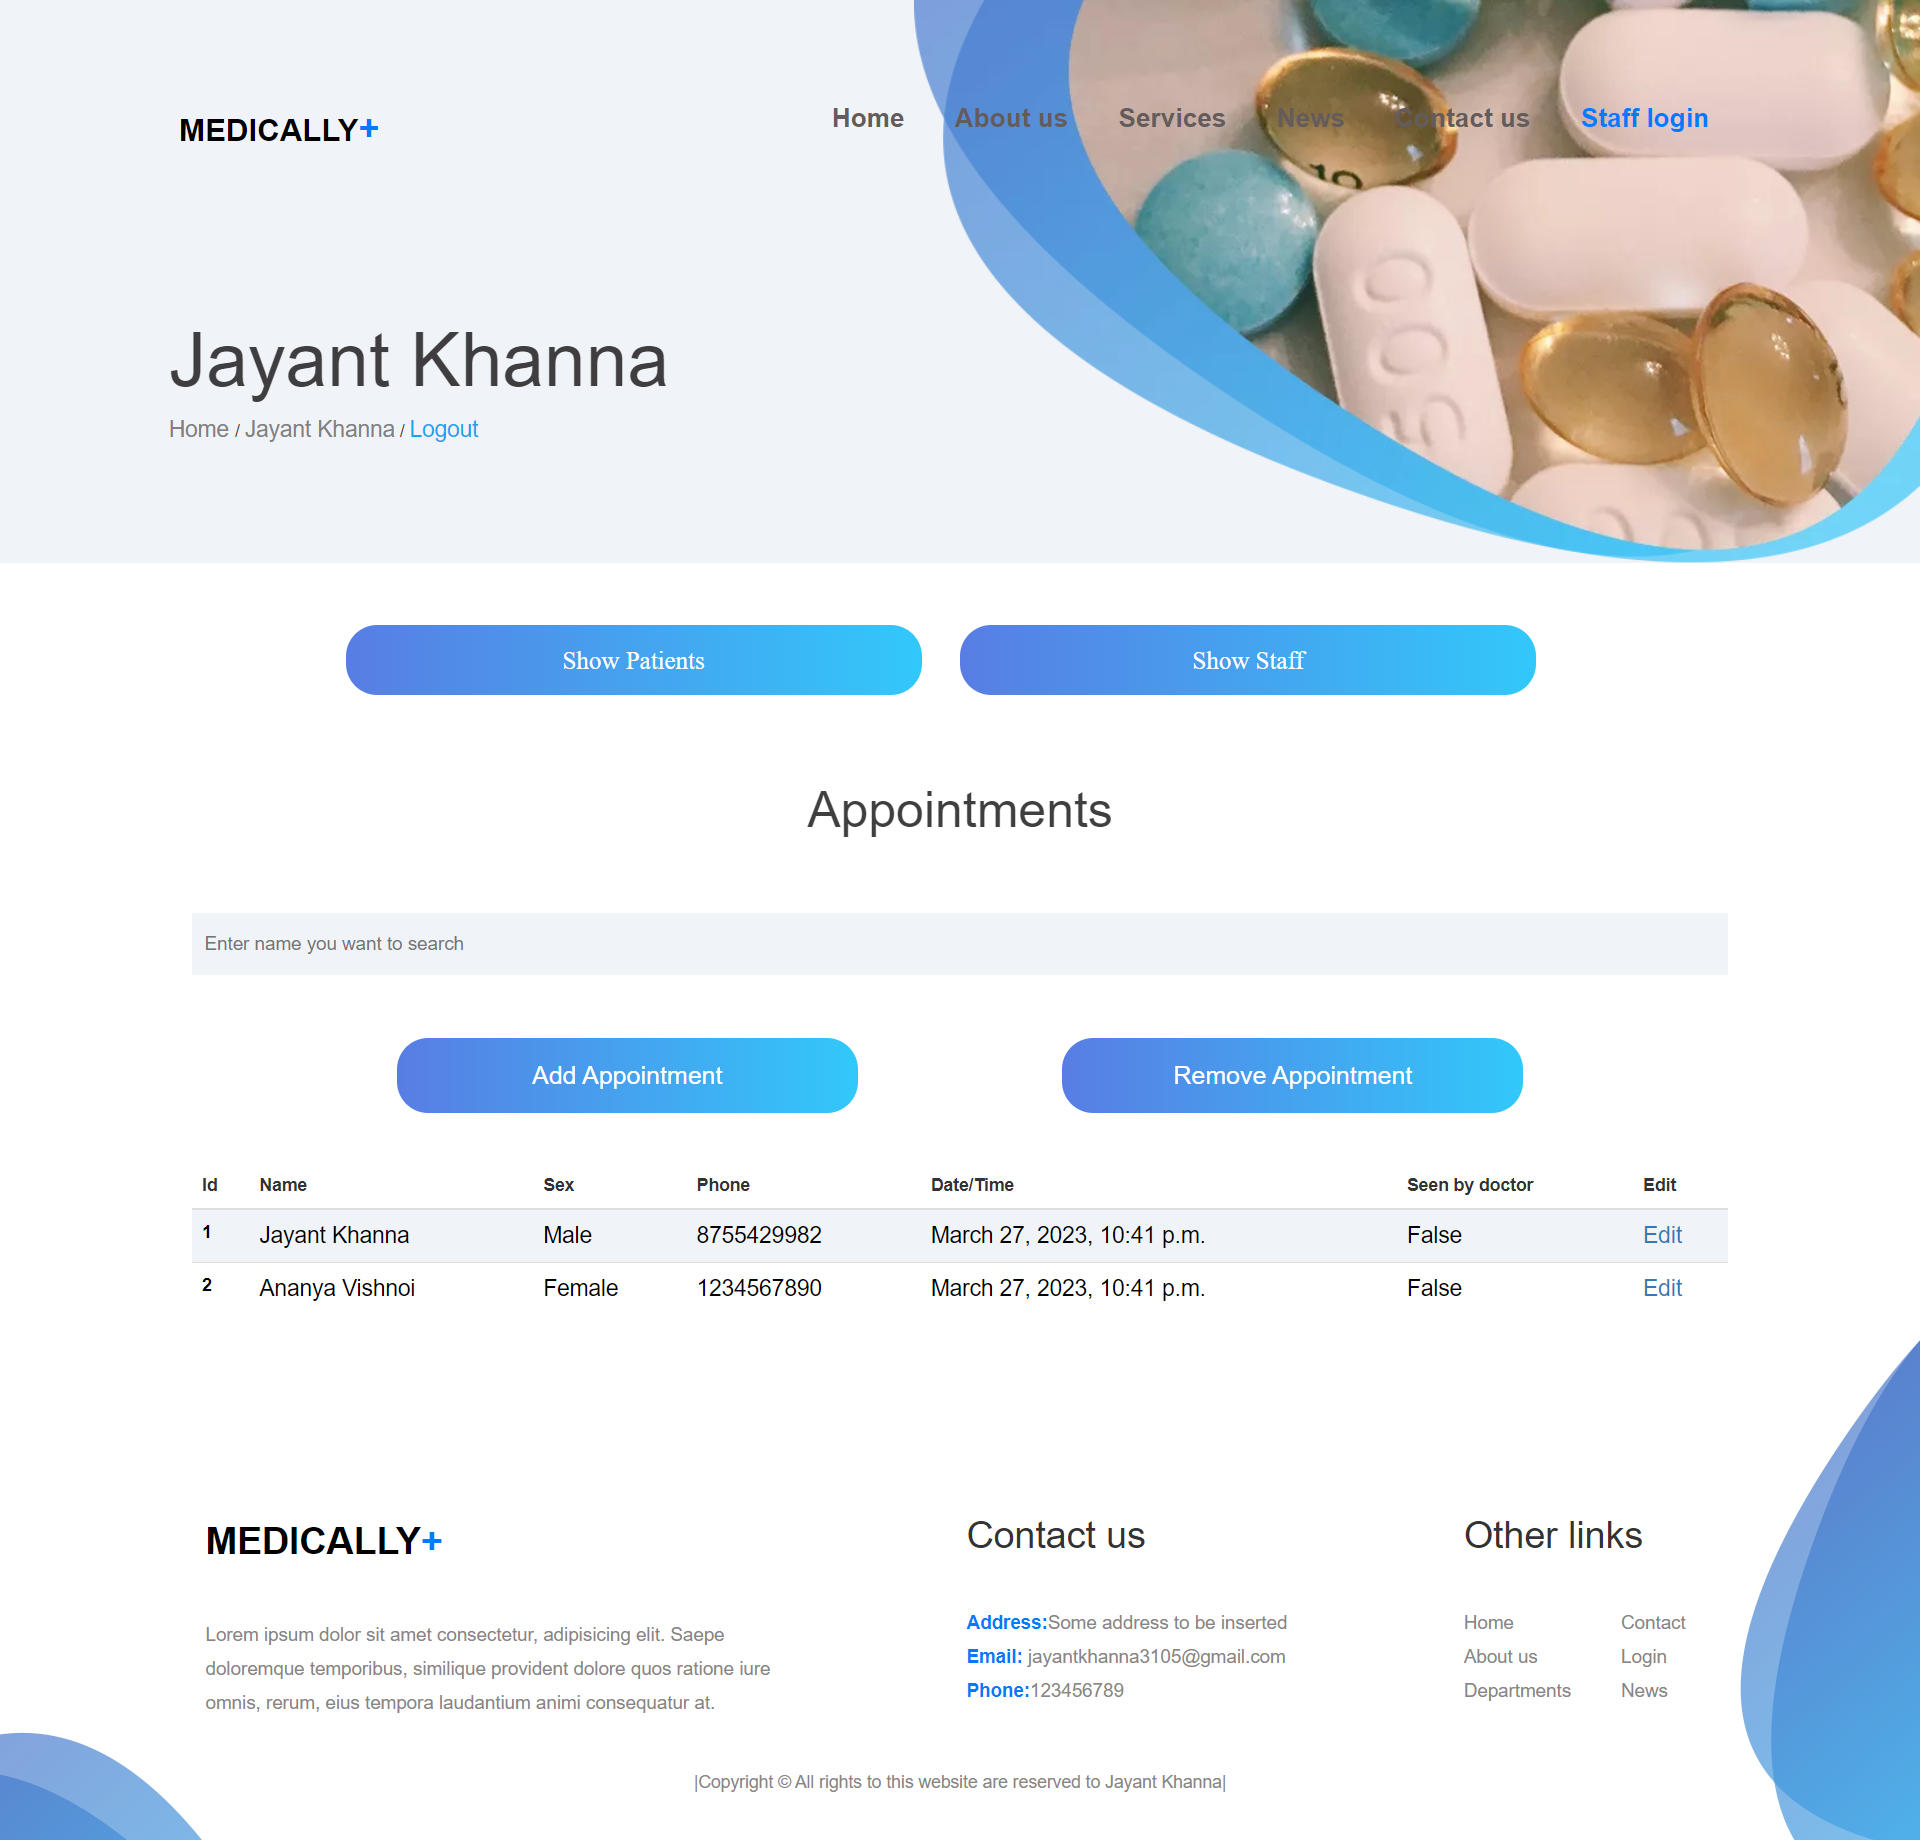 MEDICALLY+
Home About us Services News Contact us Staff login
10
Jayant Khanna
Home / Jayant Khanna / Logout
Show Patients Show Staff
Appointments
Enter name you want to search
Add Appointment Remove Appointment
Id Name Sex Phone Date/Time Seen by doctor Edit
1 Jayant Khanna Male 8755429982 March 27, 2023, 10:41 p.m. False Edit
2 Ananya Vishnoi Female 1234567890 March 27, 2023, 10:41 p.m. False Edit
MEDICALLY+
Lorem ipsum dolor sit amet consectetur, adipisicing elit. Saepe
doloremque temporibus, similique provident dolore quos ratione iure
omnis, rerum, eius tempora laudantium animi consequatur at.
Contact us
Address:Some address to be inserted
Email: jayantkhanna3105@gmail.com
Phone:123456789
Other links
Home Contact
About us Login
Departments News
|Copyright © All rights to this website are reserved to Jayant Khanna|